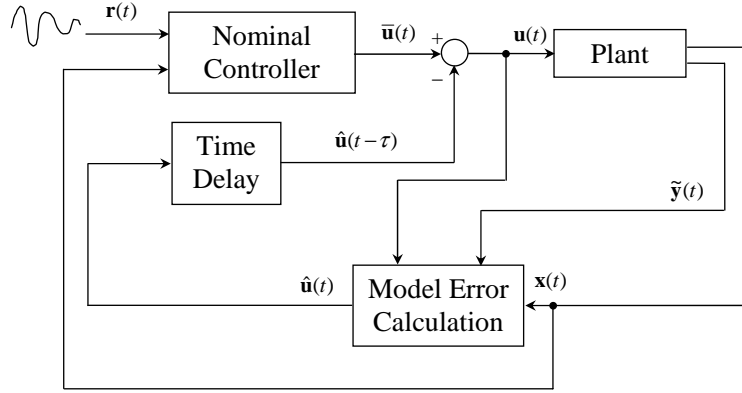 r(t)
Nominal
Controller
ū(t)
+
−
u(t)
Plant
Time
Delay
û(t−τ)
ỹ(t)
û(t)
Model Error
Calculation
x(t)